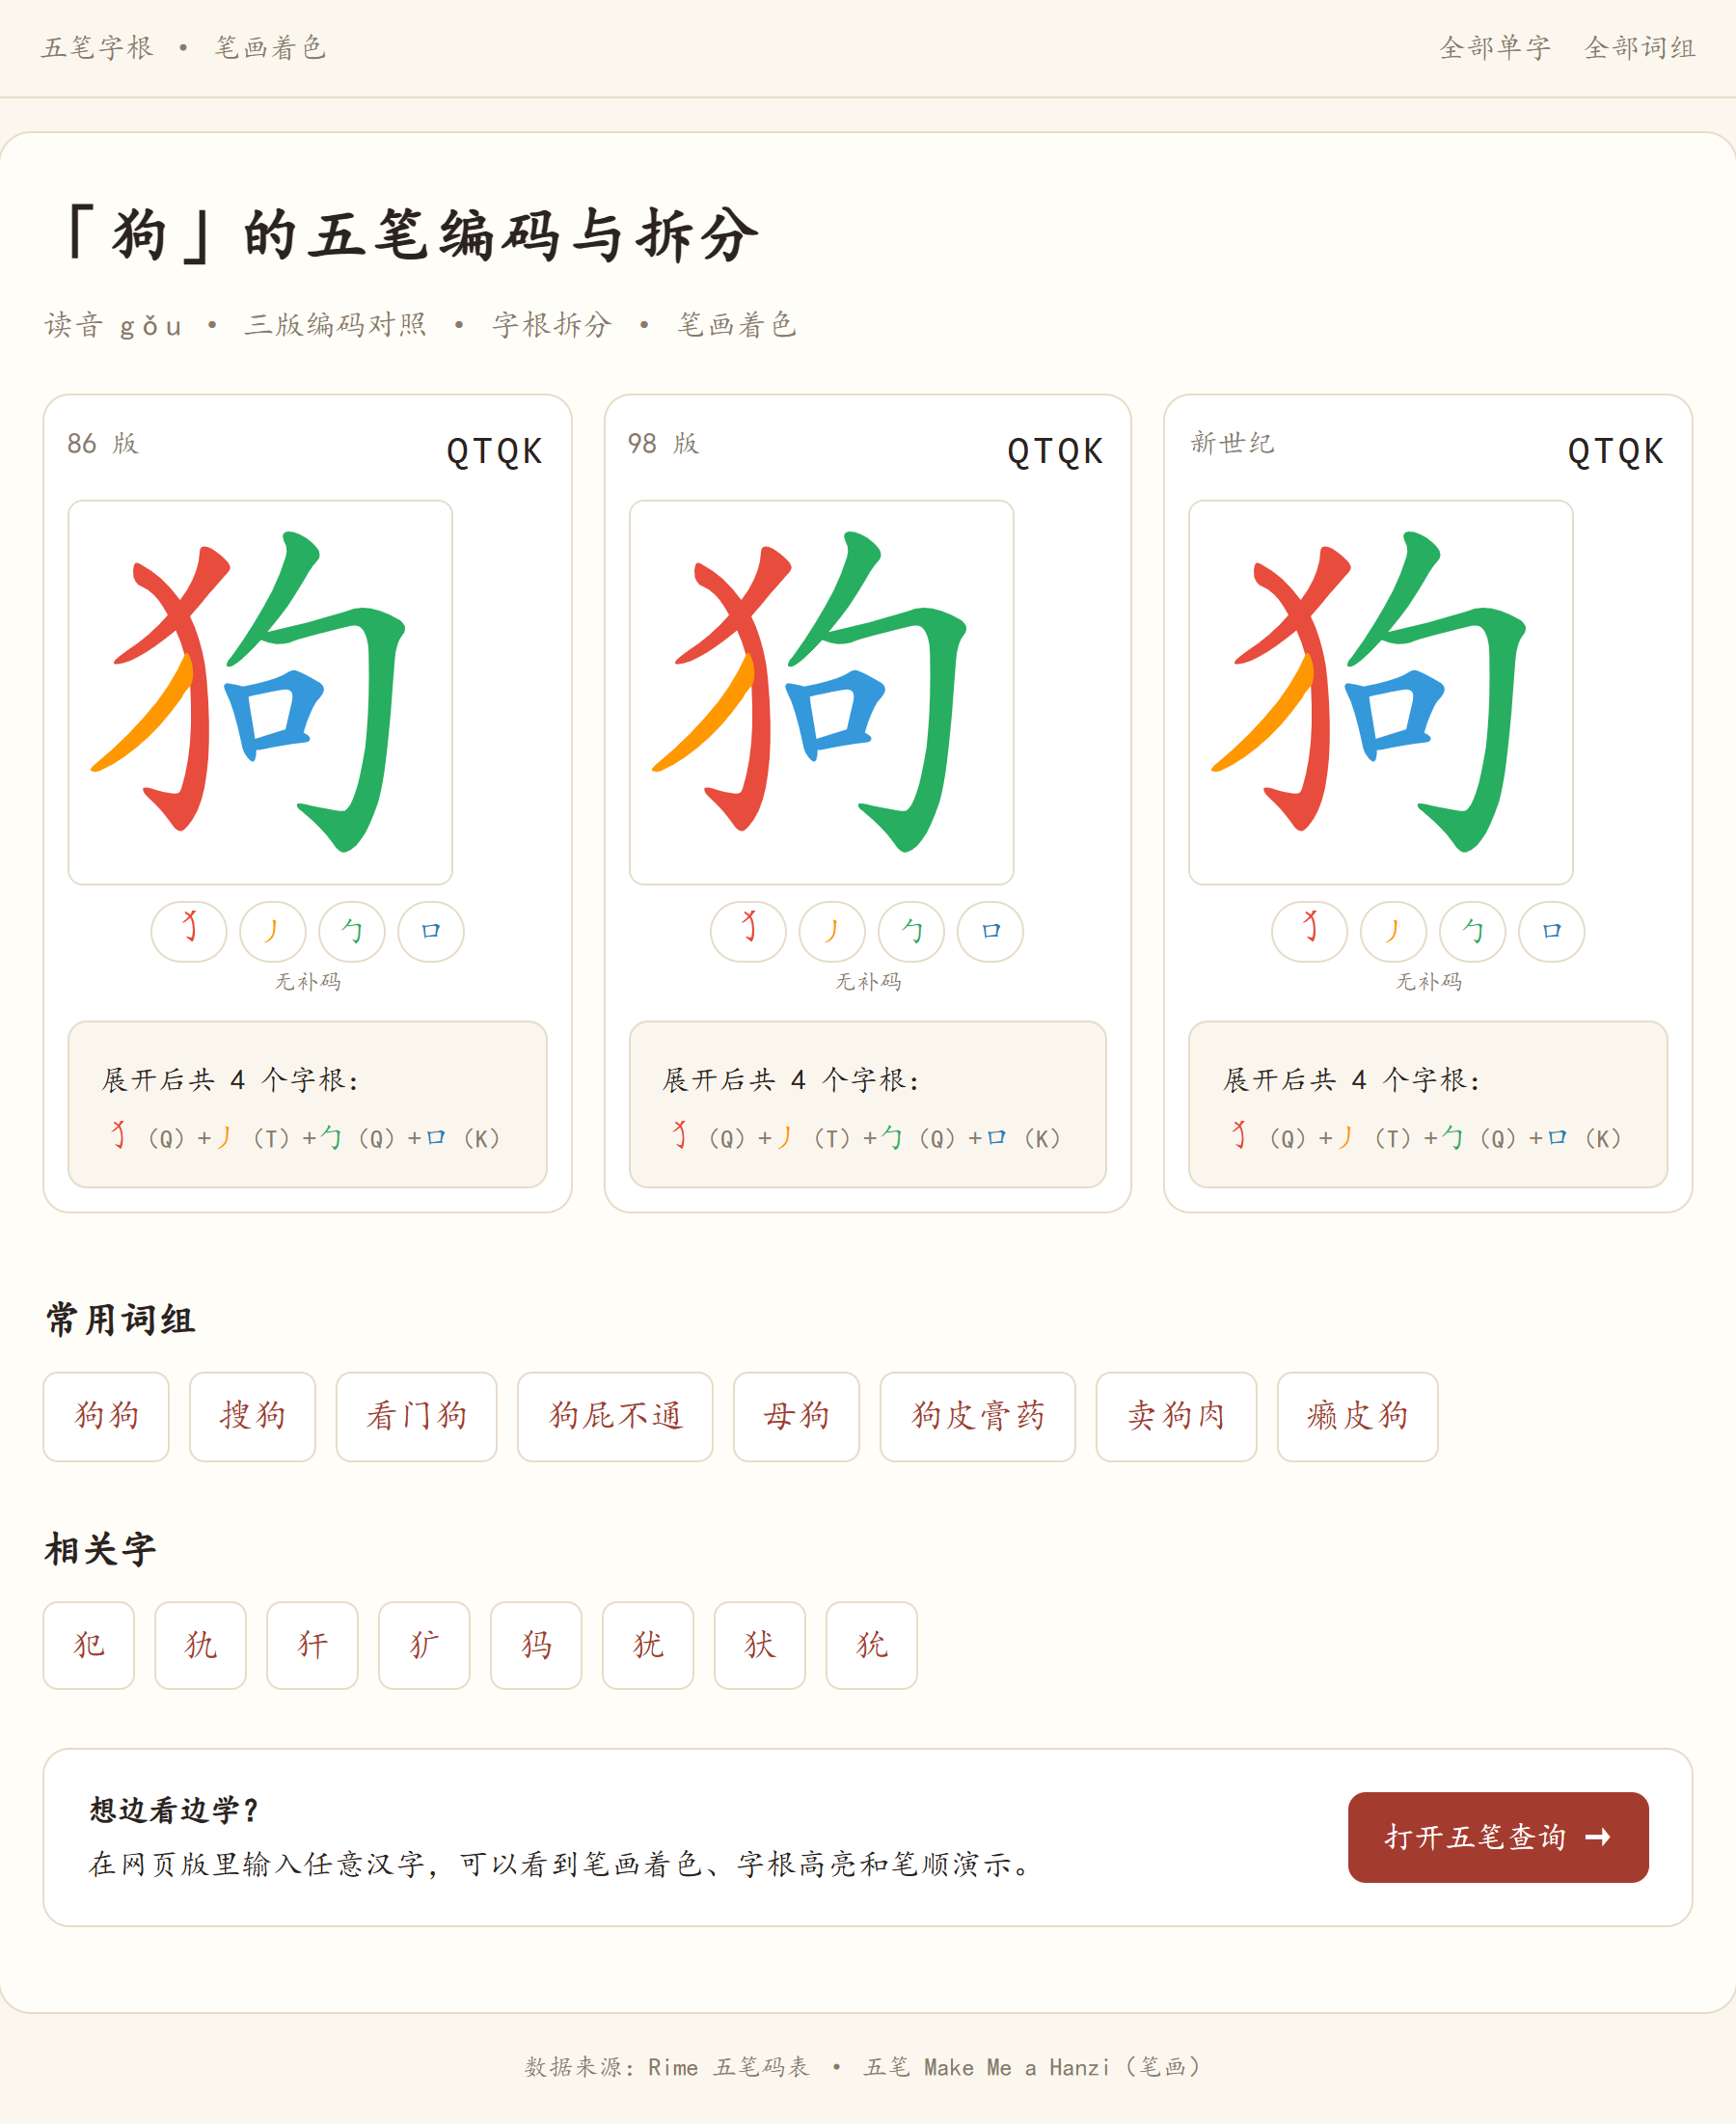 五笔字根 • 笔画着色
全部单字 全部词组
「狗」的五笔编码与拆分
读音 gǒu • 三版编码对照 • 字根拆分 • 笔画着色
86 版 QTQK
狗
犭 丿 勹 口
无补码
展开后共 4 个字根：
犭（Q）+丿（T）+勹（Q）+口（K）
98 版 QTQK
狗
犭 丿 勹 口
无补码
展开后共 4 个字根：
犭（Q）+丿（T）+勹（Q）+口（K）
新世纪 QTQK
狗
犭 丿 勹 口
无补码
展开后共 4 个字根：
犭（Q）+丿（T）+勹（Q）+口（K）
常用词组
狗狗 搜狗 看门狗 狗屁不通 母狗 狗皮膏药 卖狗肉 癞皮狗
相关字
犯 犰 犴 犷 犸 犹 状 犹
想边看边学？
在网页版里输入任意汉字，可以看到笔画着色、字根高亮和笔顺演示。
打开五笔查询 →
数据来源：Rime 五笔码表 • 五笔 Make Me a Hanzi（笔画）